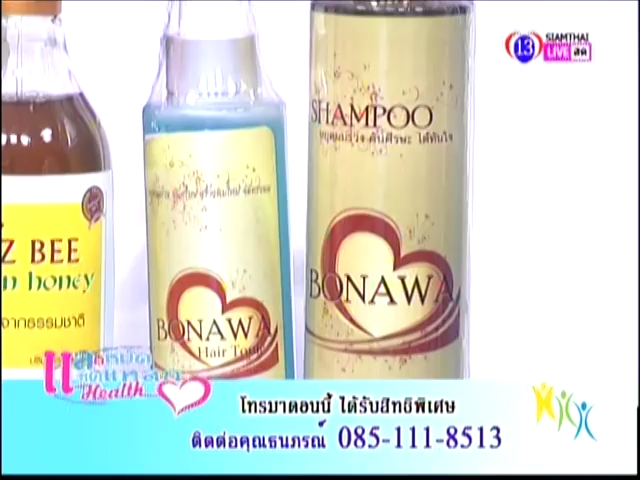 13
SIAMTHAI
LIVE สด
SHAMPOO
BONAWA
BONAWA
Hair Tonic
Z BEE
n honey
จากธรรมชาติ
Health
โทรมาตอนนี้ ได้รับสิทธิพิเศษ
ติดต่อคุณธนภรณ์ 085-111-8513